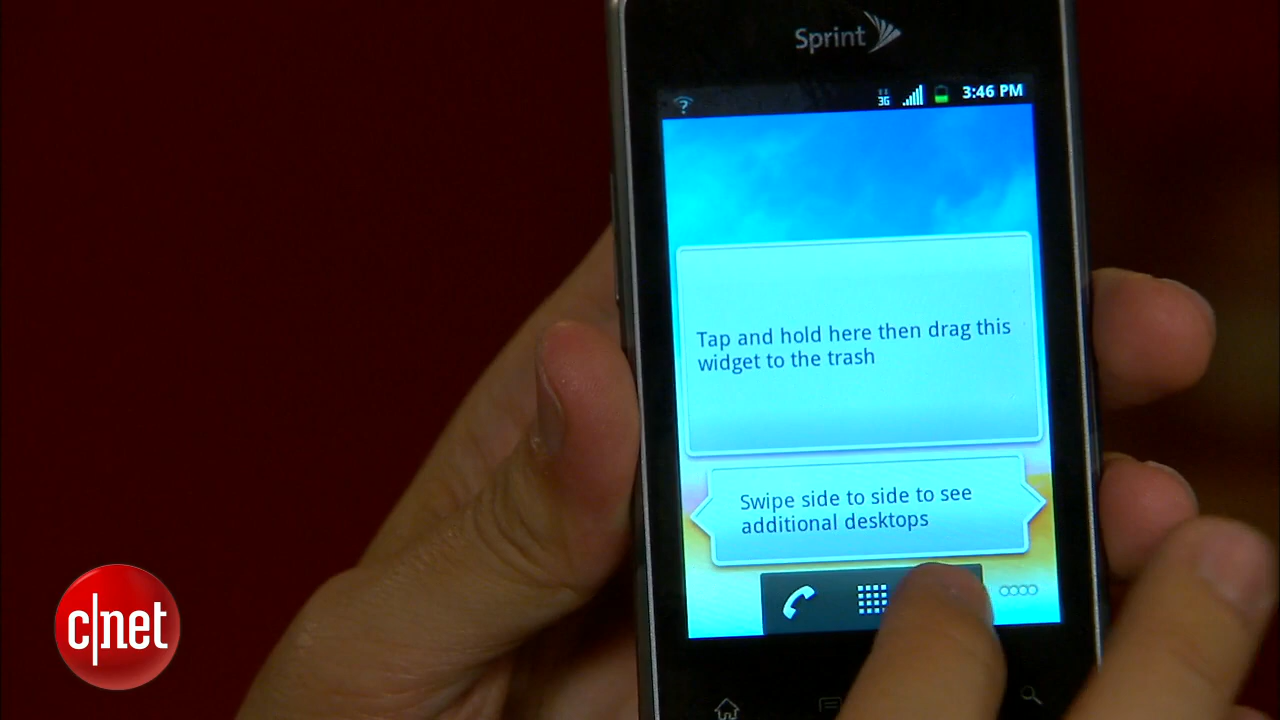 Sprint
3G
3:46 PM
Tap and hold here then drag this
widget to the trash
Swipe side to side to see
additional desktops
c|net